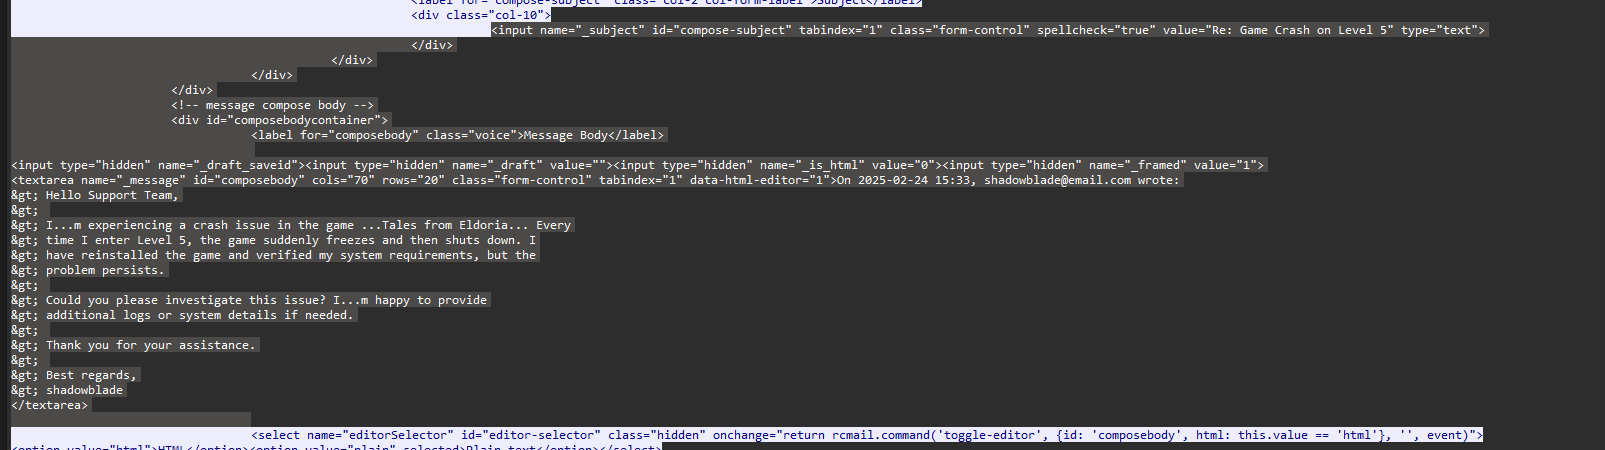 <label for="compose-subject" class="col-2 col-form-label">Subject</label>
<div class="col-10">
<input name="_subject" id="compose-subject" tabindex="1" class="form-control" spellcheck="true" value="Re: Game Crash on Level 5" type="text">
</div>
</div>
</div>
</div>
<!-- message compose body -->
<div id="composebodycontainer">
<label for="composebody" class="voice">Message Body</label>
<input type="hidden" name="_draft_saveid"><input type="hidden" name="_draft" value=""><input type="hidden" name="_is_html" value="0"><input type="hidden" name="_framed" value="1">
<textarea name="_message" id="composebody" cols="70" rows="20" class="form-control" tabindex="1" data-html-editor="1">On 2025-02-24 15:33, shadowblade@email.com wrote:
&gt; Hello Support Team,
&gt;
&gt; I...m experiencing a crash issue in the game ...Tales from Eldoria... Every
&gt; time I enter Level 5, the game suddenly freezes and then shuts down. I
&gt; have reinstalled the game and verified my system requirements, but the
&gt; problem persists.
&gt;
&gt; Could you please investigate this issue? I...m happy to provide
&gt; additional logs or system details if needed.
&gt;
&gt; Thank you for your assistance.
&gt;
&gt; Best regards,
&gt; shadowblade
</textarea>
<select name="editorSelector" id="editor-selector" class="hidden" onchange="return rcmail.command('toggle-editor', {id: 'composebody', html: this.value == 'html'}, '', event)">
<option value="html">HTML</option><option value="plain" selected>Plain text</option></select>